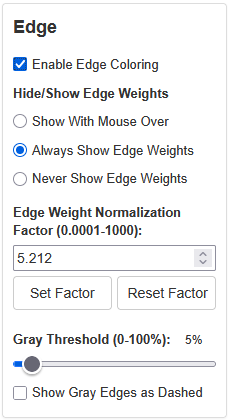 Edge
Enable Edge Coloring
Hide/Show Edge Weights
Show With Mouse Over
Always Show Edge Weights
Never Show Edge Weights
Edge Weight Normalization
Factor (0.0001-1000):
5.212
Set Factor Reset Factor
Gray Threshold (0-100%): 5%
Show Gray Edges as Dashed